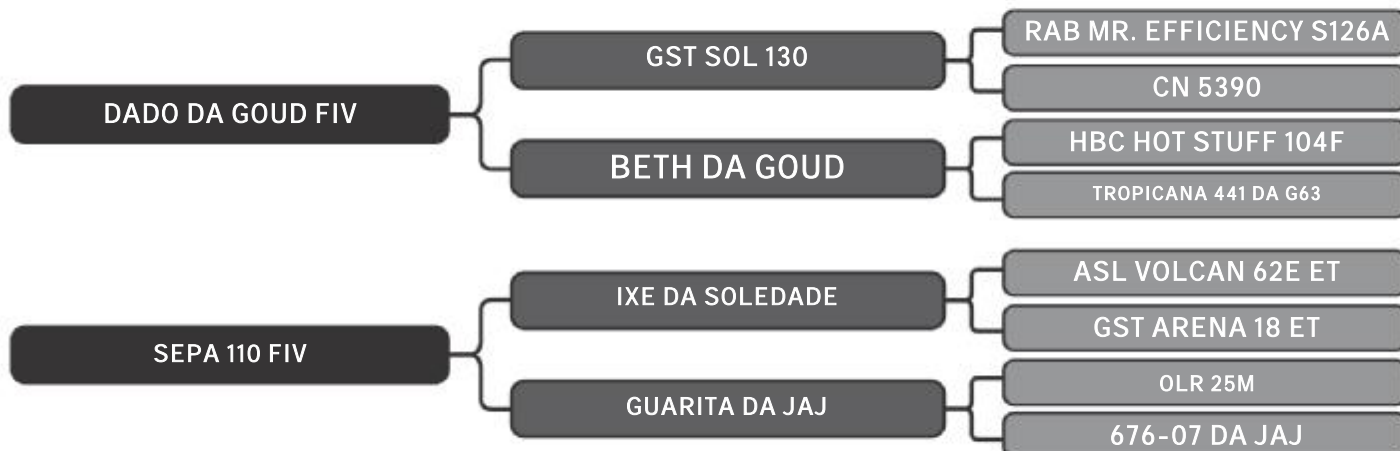 RAB MR. EFFICIENCY S126A
GST SOL 130
CN 5390
DADO DA GOUD FIV
HBC HOT STUFF 104F
BETH DA GOUD
TROPICANA 441 DA G63
ASL VOLCAN 62E ET
IXE DA SOLEDADE
GST ARENA 18 ET
SEPA 110 FIV
OLR 25M
GUARITA DA JAJ
676-07 DA JAJ